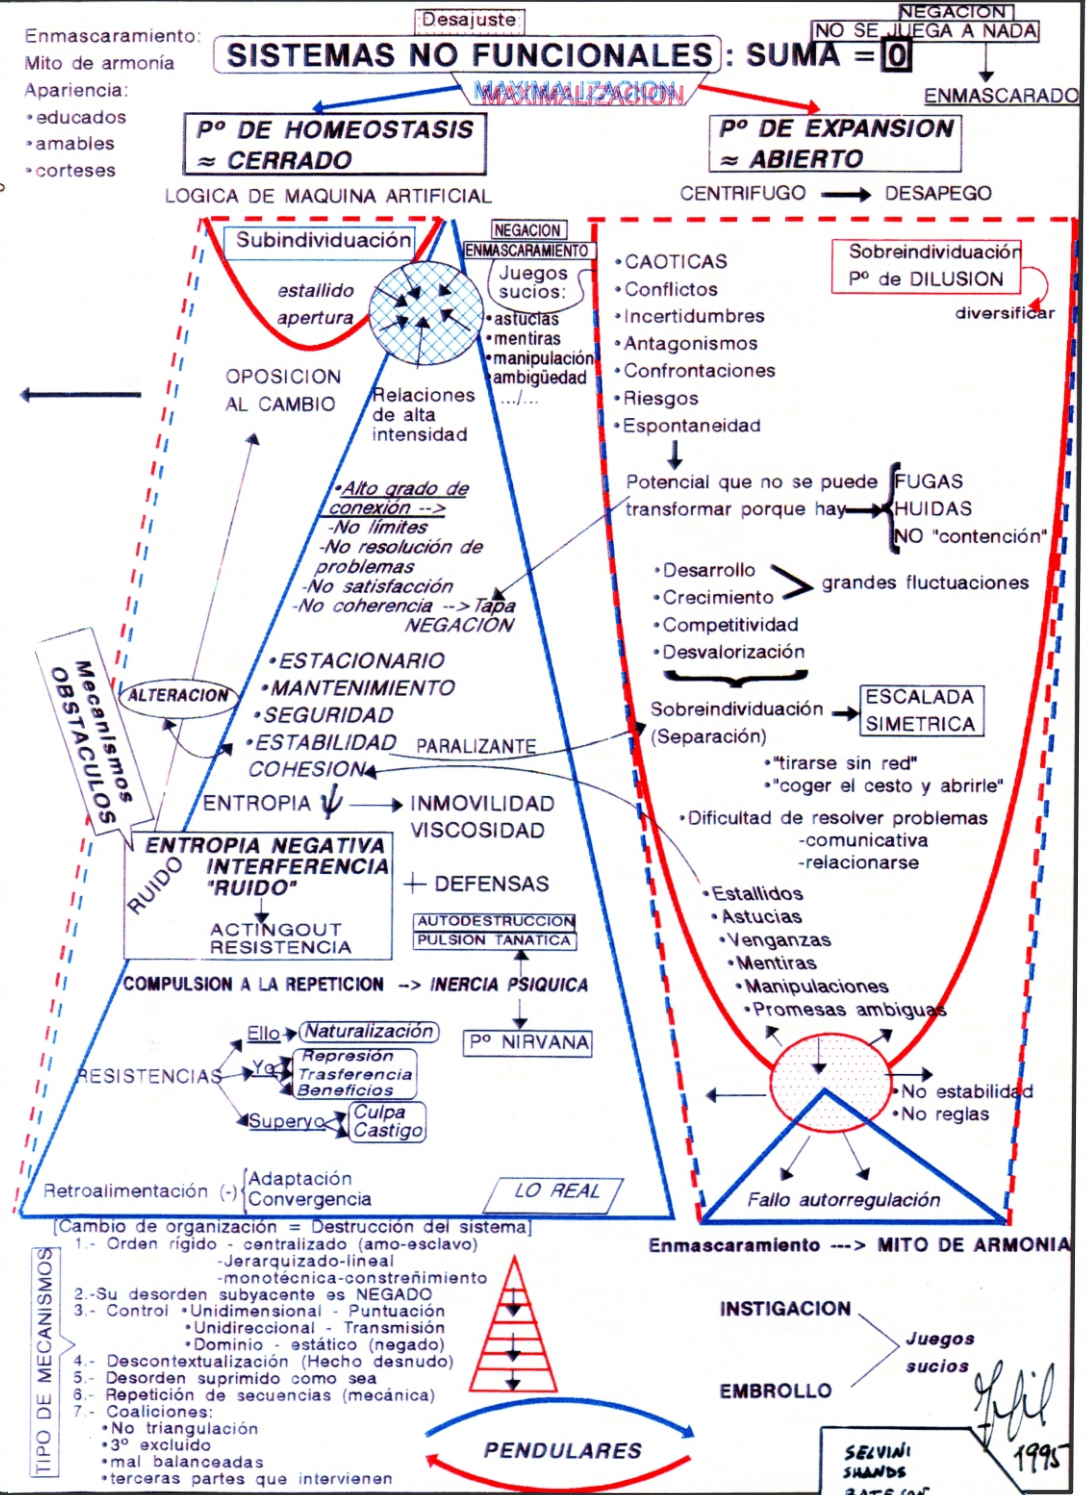 Desajuste:
NEGACION
NO SE JUEGA A NADA
ENMASCARADO
Enmascaramiento:
Mito de armonía
Apariencia:
•educados
•amables
•corteses
SISTEMAS NO FUNCIONALES: SUMA = 0
MAXIMALIZACION
Pº DE HOMEOSTASIS
≈ CERRADO
LOGICA DE MAQUINA ARTIFICIAL
Pº DE EXPANSION
≈ ABIERTO
CENTRIFUGO → DESAPEGO
Subindividuación
estallido
apertura
OPOSICION
AL CAMBIO
NEGACION
ENMASCARAMIENTO
Juegos
sucios:
•astucias
•mentiras
•manipulación
•ambigüedad
.../...
Relaciones
de alta
intensidad
•Alto grado de
conexión -->
-No límites
-No resolución de
problemas
-No satisfacción
-No coherencia --> Tapa
NEGACIÓN
•ESTACIONARIO
•MANTENIMIENTO
•SEGURIDAD
•ESTABILIDAD PARALIZANTE
COHESION
ALTERACION
Mecanismos
OBSTACULOS
ENTROPIA ψ → INMOVILIDAD
VISCOSIDAD
RUIDO
ENTROPIA NEGATIVA
INTERFERENCIA
"RUIDO"
ACTINGOUT
RESISTENCIA
+ DEFENSAS
AUTODESTRUCCION
PULSION TANATICA
COMPULSION A LA REPETICION --> INERCIA PSIQUICA
Pº NIRVANA
RESISTENCIAS
Ello
Naturalización
Yo
Represión
Trasferencia
Beneficios
Superyo
Culpa
Castigo
Retroalimentación (-)
Adaptación
Convergencia
LO REAL
•CAOTICAS
•Conflictos
•Incertidumbres
•Antagonismos
•Confrontaciones
•Riesgos
•Espontaneidad
Sobreindividuación
Pº de DILUSION
diversificar
Potencial que no se puede
transformar porque hay
FUGAS
HUIDAS
NO "contención"
•Desarrollo
•Crecimiento
•Competitividad
•Desvalorización
grandes fluctuaciones
Sobreindividuación
(Separación)
ESCALADA
SIMETRICA
•"tirarse sin red"
•"coger el cesto y abrirle"
•Dificultad de resolver problemas
-comunicativa
-relacionarse
•Estallidos
•Astucias
•Venganzas
•Mentiras
•Manipulaciones
•Promesas ambiguas
•No estabilidad
•No reglas
Fallo autorregulación
Enmascaramiento ---> MITO DE ARMONIA
[Cambio de organización = Destrucción del sistema]
TIPO DE MECANISMOS
1.- Orden rígido - centralizado (amo-esclavo)
-Jerarquizado-lineal
-monotécnica-constreñimiento
2.-Su desorden subyacente es NEGADO
3.- Control •Unidimensional - Puntuación
•Unidireccional - Transmisión
•Dominio - estático (negado)
4.- Descontextualización (Hecho desnudo)
5.- Desorden suprimido como sea
6.- Repetición de secuencias (mecánica)
7.- Coaliciones:
•No triangulación
•3º excluido
•mal balanceadas
•terceras partes que intervienen
PENDULARES
INSTIGACION
EMBROLLO
Juegos
sucios
1995
SELVINI
SHANDS
BATESON